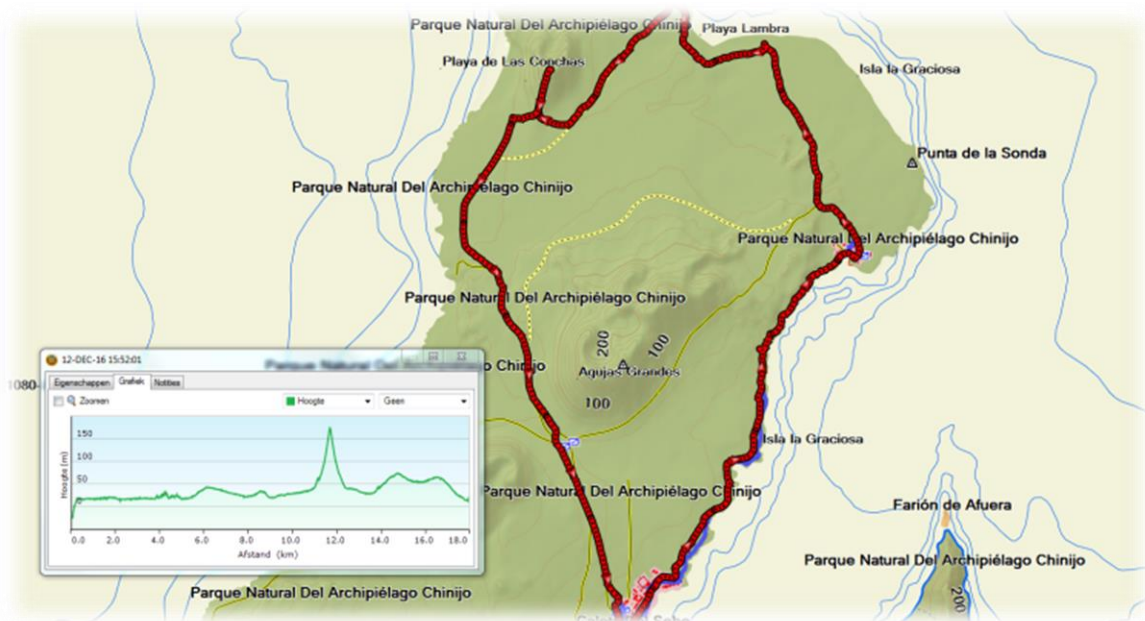 Parque Natural Del Archipiélago Chinijo
Playa Lambra
Playa de Las Conchas
Isla la Graciosa
Punta de la Sonda
Parque Natural Del Archipiélago Chinijo
Parque Natural Del Archipiélago Chinijo
Parque Natural Del Archipiélago Chinijo
200
100
Agujas Grandes
100
1080
Chinijo
12-DEC-16 15:52:01
Eigenschappen Grafiek Notities
Zoomen Hoogte Geen
Hoogte (m)
150
100
50
0.0 2.0 4.0 6.0 8.0 10.0 12.0 14.0 16.0 18.0
Afstand (km)
Isla la Graciosa
Parque Natural Del Archipiélago Chinijo
Farión de Afuera
Parque Natural Del Archipiélago Chinijo
200
Parque Natural Del Archipiélago Chinijo